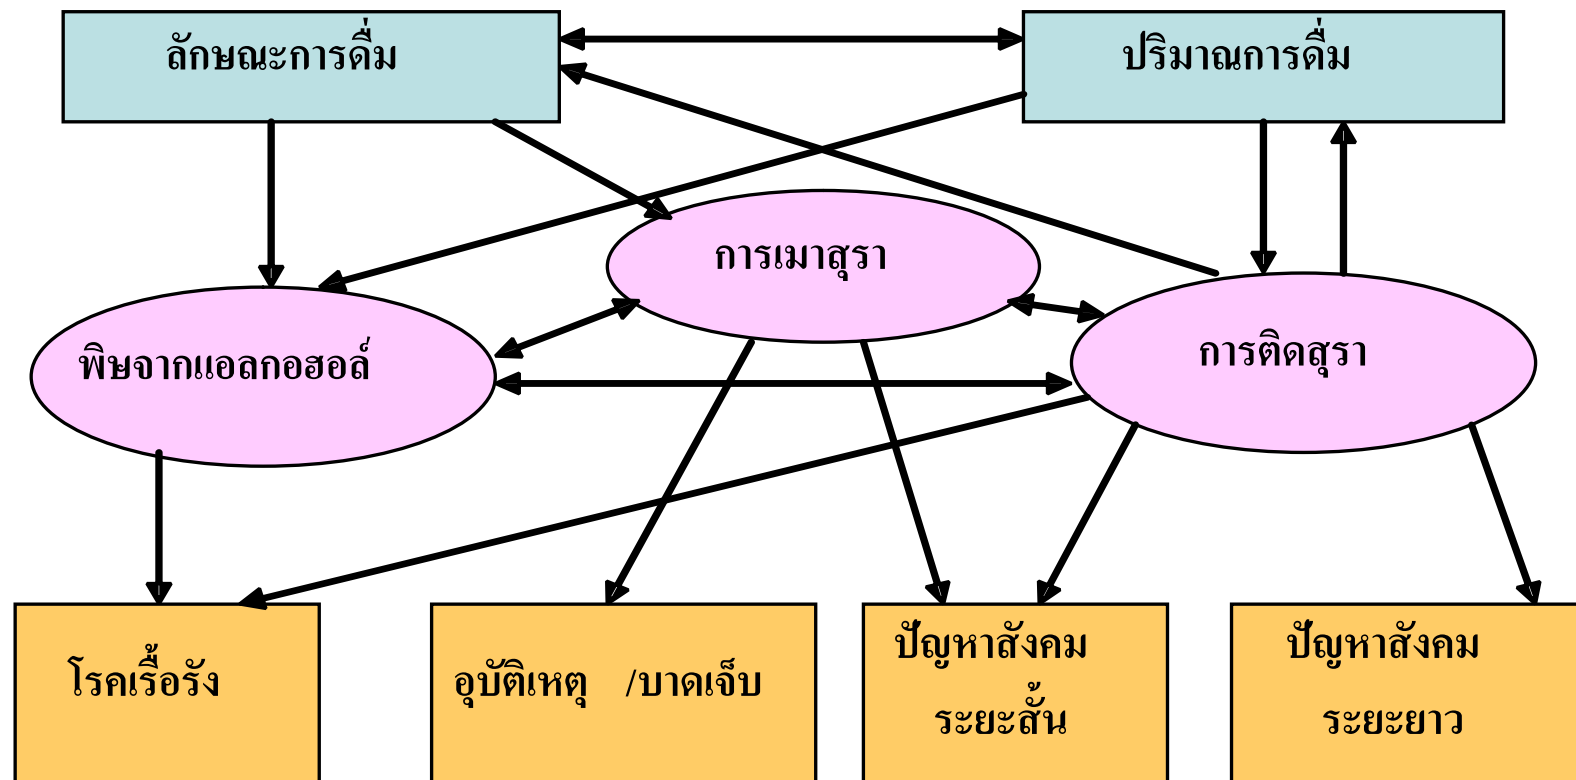 ลักษณะการดื่ม
ปริมาณการดื่ม
การเมาสุรา
พิษจากแอลกอฮอล์
การติดสุรา
โรคเรื้อรัง
อุบัติเหตุ /บาดเจ็บ
ปัญหาสังคม
ระยะสั้น
ปัญหาสังคม
ระยะยาว